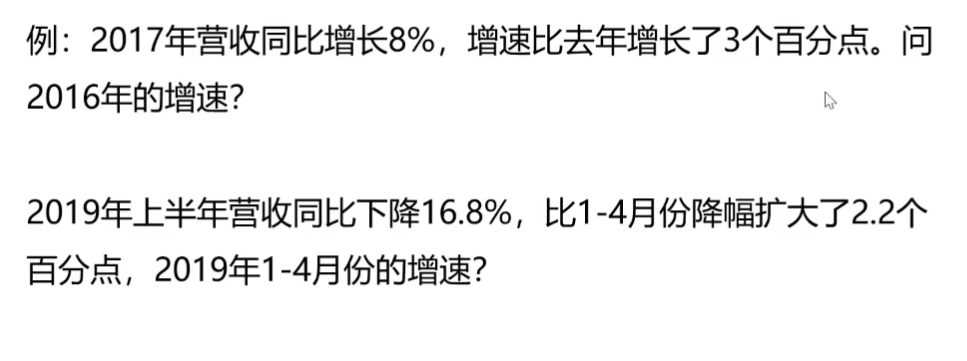 例：2017年营收同比增长8%，增速比去年增长了3个百分点。问
2016年的增速？
2019年上半年营收同比下降16.8%，比1-4月份降幅扩大了2.2个
百分点，2019年1-4月份的增速？